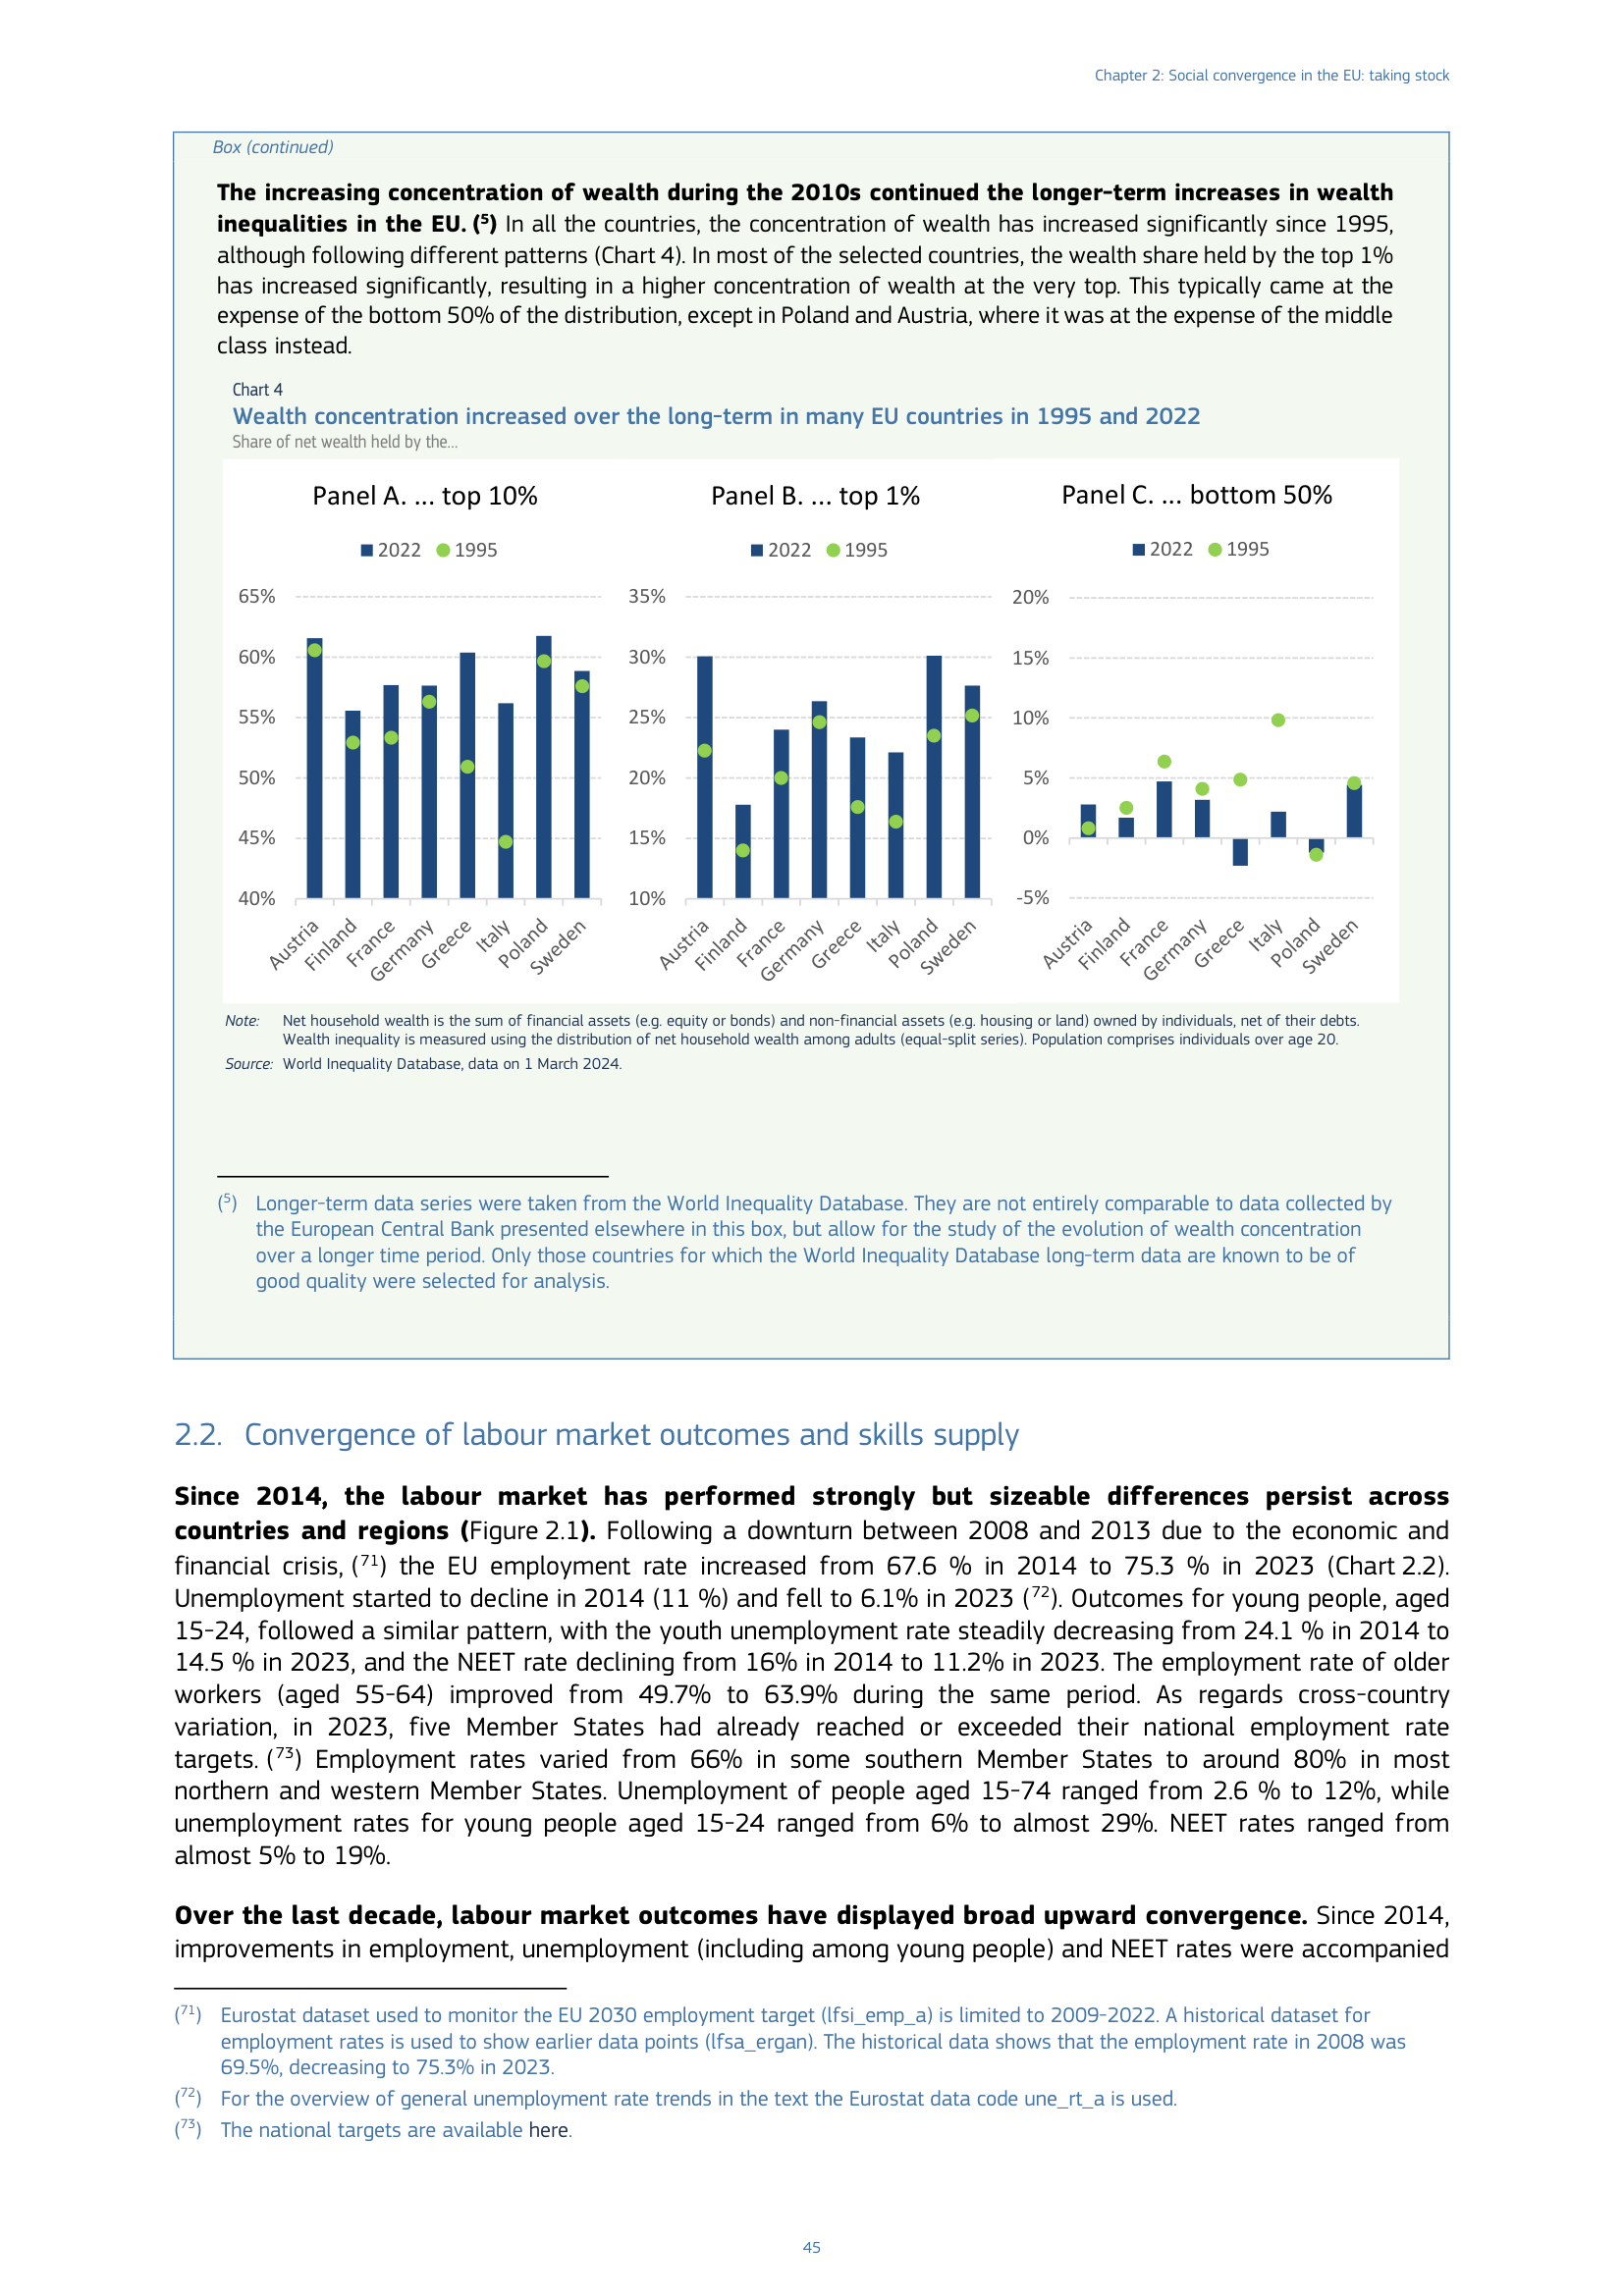 Chapter 2: Social convergence in the EU: taking stock
Box (continued)
The increasing concentration of wealth during the 2010s continued the longer-term increases in wealth
inequalities in the EU. (5) In all the countries, the concentration of wealth has increased significantly since 1995,
although following different patterns (Chart 4). In most of the selected countries, the wealth share held by the top 1%
has increased significantly, resulting in a higher concentration of wealth at the very top. This typically came at the
expense of the bottom 50% of the distribution, except in Poland and Austria, where it was at the expense of the middle
class instead.
Chart 4
Wealth concentration increased over the long-term in many EU countries in 1995 and 2022
Share of net wealth held by the...
Panel A. ... top 10%
2022 1995
65%
60%
55%
50%
45%
40%
Austria Finland France Germany Greece Italy Poland Sweden
Panel B. ... top 1%
2022 1995
35%
30%
25%
20%
15%
10%
Austria Finland France Germany Greece Italy Poland Sweden
Panel C. ... bottom 50%
2022 1995
20%
15%
10%
5%
0%
-5%
Austria Finland France Germany Greece Italy Poland Sweden
Note: Net household wealth is the sum of financial assets (e.g. equity or bonds) and non-financial assets (e.g. housing or land) owned by individuals, net of their debts.
Wealth inequality is measured using the distribution of net household wealth among adults (equal-split series). Population comprises individuals over age 20.
Source: World Inequality Database, data on 1 March 2024.
(5) Longer-term data series were taken from the World Inequality Database. They are not entirely comparable to data collected by
the European Central Bank presented elsewhere in this box, but allow for the study of the evolution of wealth concentration
over a longer time period. Only those countries for which the World Inequality Database long-term data are known to be of
good quality were selected for analysis.
2.2. Convergence of labour market outcomes and skills supply
Since 2014, the labour market has performed strongly but sizeable differences persist across
countries and regions (Figure 2.1). Following a downturn between 2008 and 2013 due to the economic and
financial crisis, (71) the EU employment rate increased from 67.6 % in 2014 to 75.3 % in 2023 (Chart 2.2).
Unemployment started to decline in 2014 (11 %) and fell to 6.1% in 2023 (72). Outcomes for young people, aged
15-24, followed a similar pattern, with the youth unemployment rate steadily decreasing from 24.1 % in 2014 to
14.5 % in 2023, and the NEET rate declining from 16% in 2014 to 11.2% in 2023. The employment rate of older
workers (aged 55-64) improved from 49.7% to 63.9% during the same period. As regards cross-country
variation, in 2023, five Member States had already reached or exceeded their national employment rate
targets. (73) Employment rates varied from 66% in some southern Member States to around 80% in most
northern and western Member States. Unemployment of people aged 15-74 ranged from 2.6 % to 12%, while
unemployment rates for young people aged 15-24 ranged from 6% to almost 29%. NEET rates ranged from
almost 5% to 19%.
Over the last decade, labour market outcomes have displayed broad upward convergence. Since 2014,
improvements in employment, unemployment (including among young people) and NEET rates were accompanied
(71) Eurostat dataset used to monitor the EU 2030 employment target (lfsi_emp_a) is limited to 2009-2022. A historical dataset for
employment rates is used to show earlier data points (lfsa_ergan). The historical data shows that the employment rate in 2008 was
69.5%, decreasing to 75.3% in 2023.
(72) For the overview of general unemployment rate trends in the text the Eurostat data code une_rt_a is used.
(73) The national targets are available here.
45